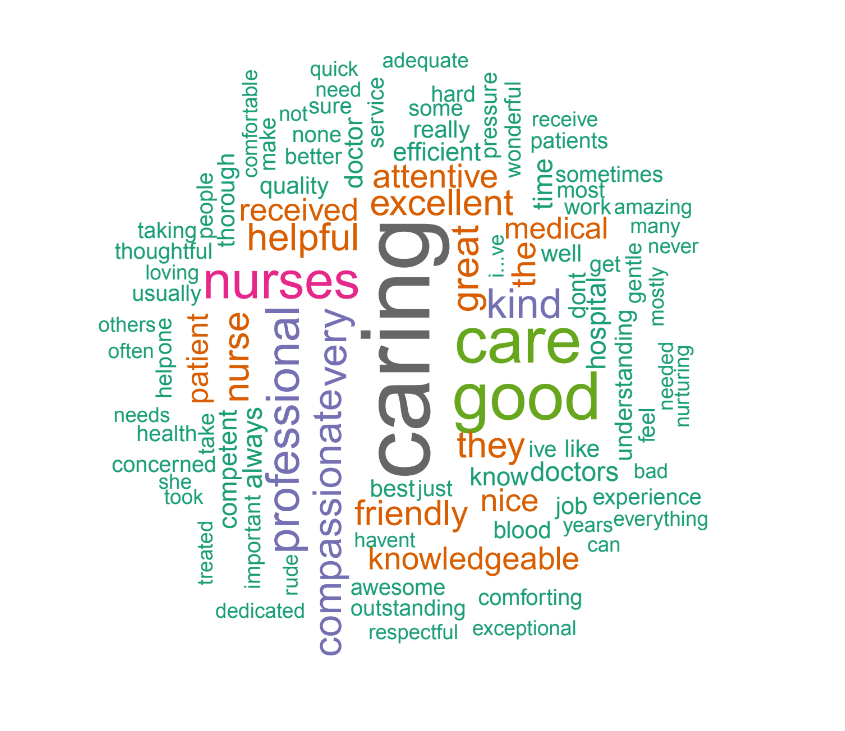 adequate
quick
need
hard
not
sure
some
none
service
really
pressure
wonderful
receive
comfortable
make
better
doctor
efficient
patients
people
thorough
quality
attentive
time
sometimes
most
received
excellent
work
amazing
taking
helpful
great
medical
many
thoughtful
i...ve
the
well
never
loving
nurses
caring
kind
dont
get
gentle
mostly
usually
hospital
others
patient
nurse
professional
very
care
often
help
one
understanding
needed
nurturing
good
feel
needs
take
health
competent
always
compassionate
they
ive
like
concerned
know
doctors
bad
she
took
best
just
nice
job
experience
important
friendly
blood
years
everything
treated
havent
can
rude
knowledgeable
awesome
dedicated
outstanding
comforting
respectful
exceptional